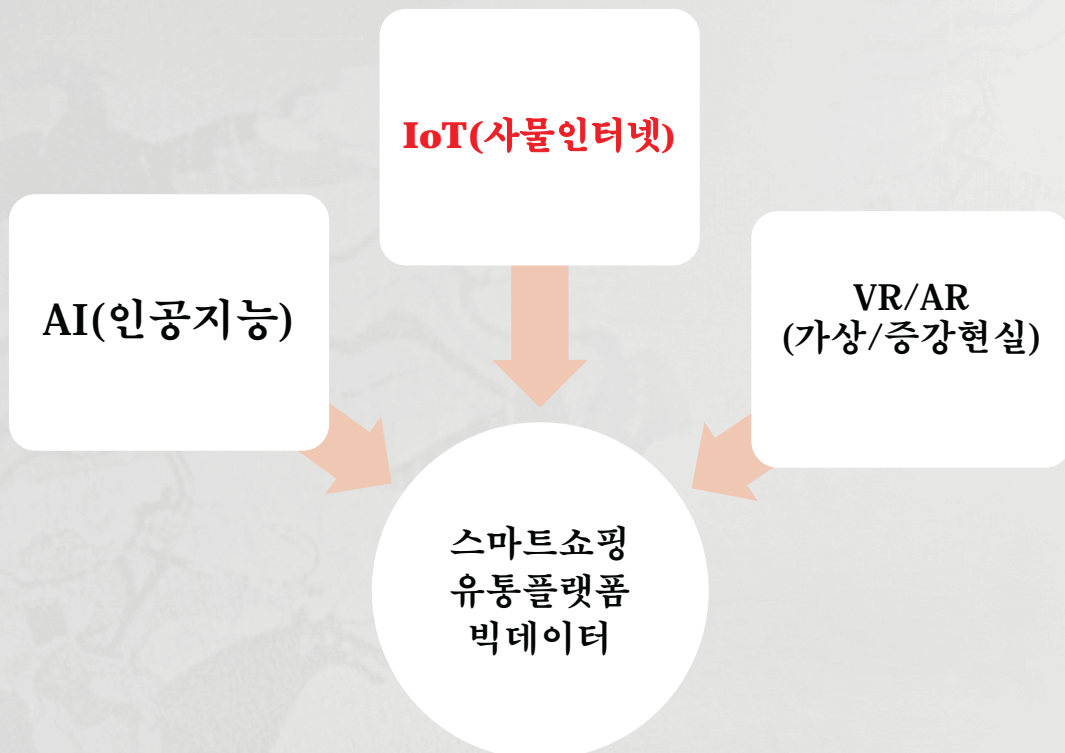 IoT(사물인터넷)
AI(인공지능)
VR/AR
(가상/증강현실)
스마트쇼핑
유통플랫폼
빅데이터